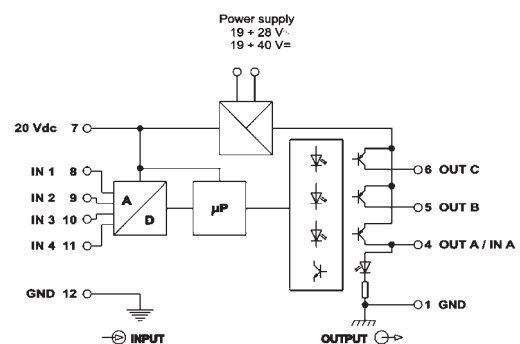 Power supply
19 ÷ 28 V~
19 ÷ 40 V=
20 Vdc 7
IN 1 8
IN 2 9
IN 3 10
IN 4 11
GND 12
A
D
µP
6 OUT C
5 OUT B
4 OUT A / IN A
1 GND
INPUT
OUTPUT